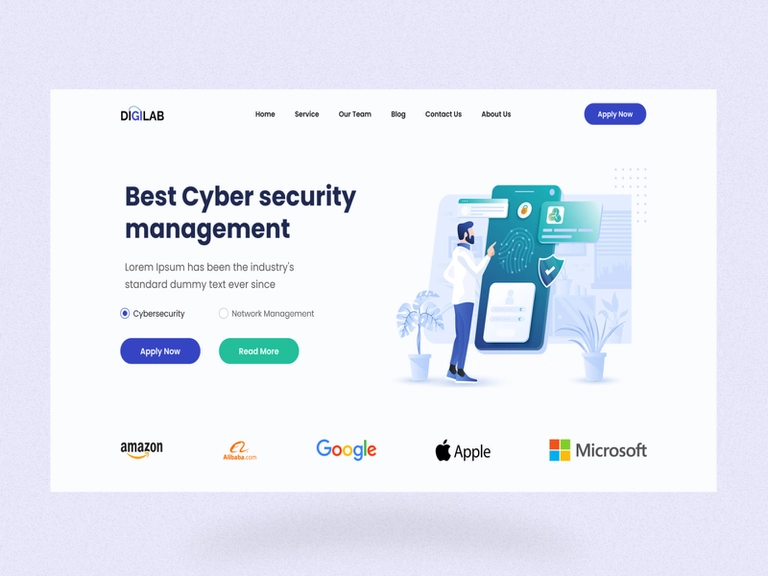 DIGILAB
Home Service Our Team Blog Contact Us About Us
Apply Now
Best Cyber security
management
Lorem Ipsum has been the industry's
standard dummy text ever since
Cybersecurity Network Management
Apply Now Read More
amazon
Alibaba.com
Google
Apple
Microsoft